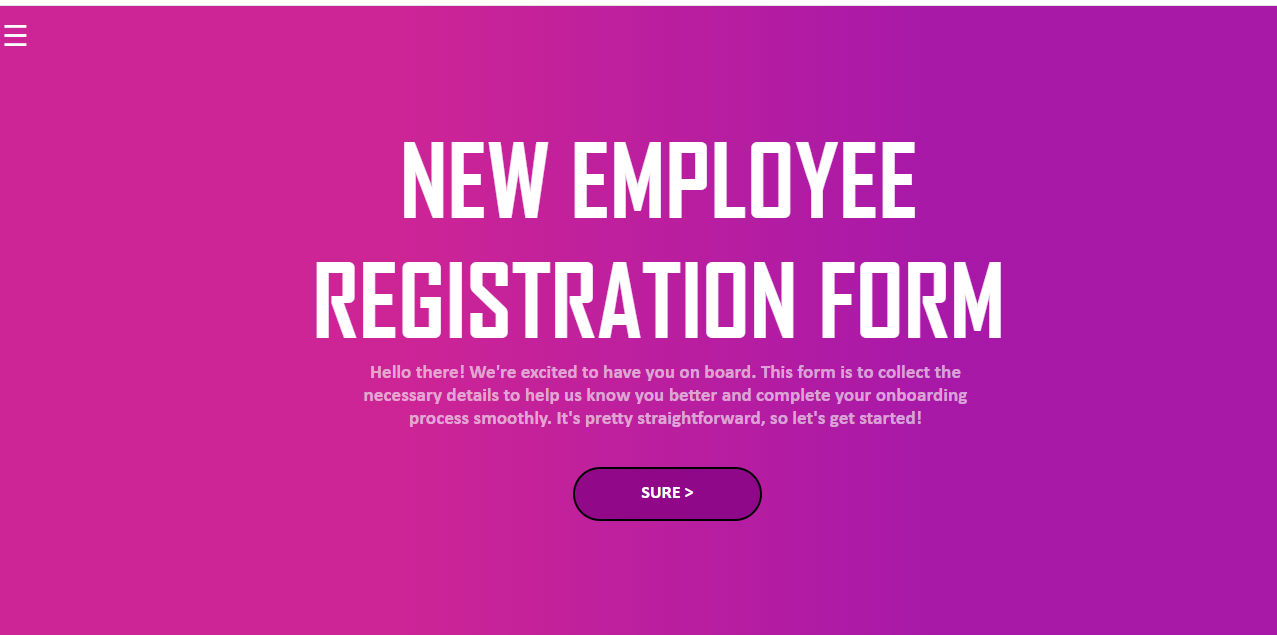 NEW EMPLOYEE
REGISTRATION FORM
Hello there! We're excited to have you on board. This form is to collect the
necessary details to help us know you better and complete your onboarding
process smoothly. It's pretty straightforward, so let's get started!
SURE >